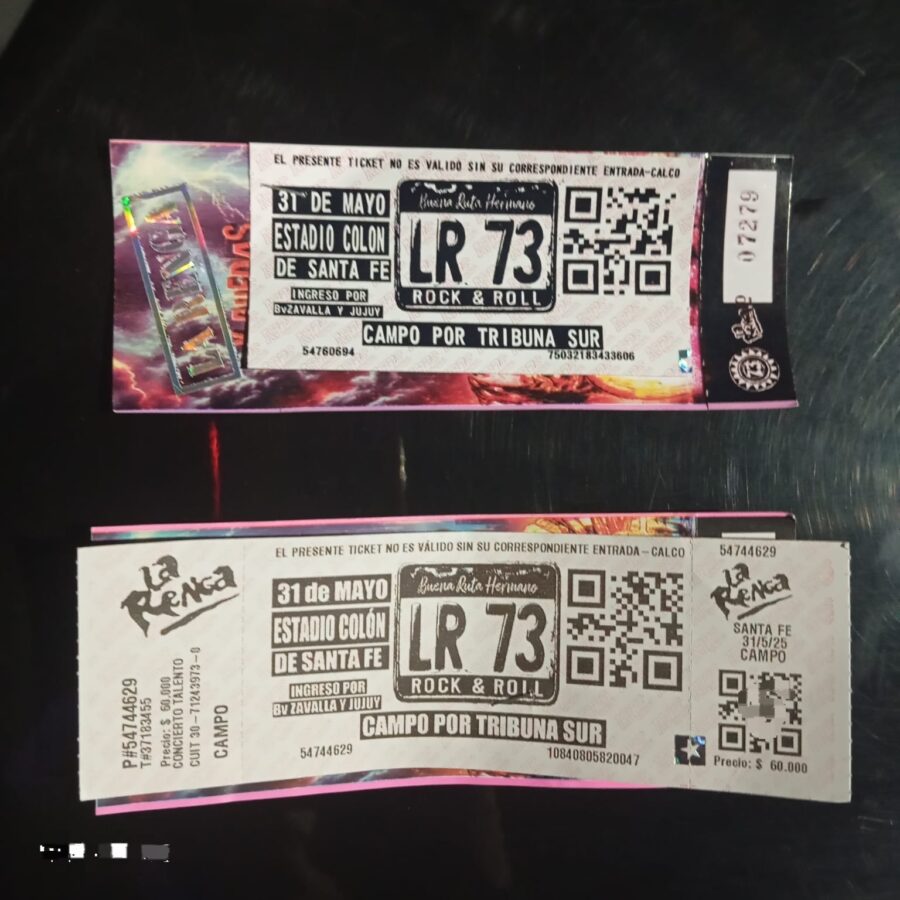 EL PRESENTE TICKET NO ES VALIDO SIN SU CORRESPONDIENTE ENTRADA-CALCO
LA RENGA
31 DE MAYO
ESTADIO COLON
DE SANTA FE
INGRESO POR
BvZAVALLA Y JUJUY
Buena Ruta Hermano
LR 73
ROCK & ROLL
CAMPO POR TRIBUNA SUR
54760694
75032183433606
07279
LA RENGA
P#54744629
T#37183455
Precio: $ 60.000
CONCIERTO TALENTO
CUIT 30-71243973-0
CAMPO
EL PRESENTE TICKET NO ES VÁLIDO SIN SU CORRESPONDIENTE ENTRADA-CALCO
31 de MAYO
ESTADIO COLÓN
DE SANTA FE
INGRESO POR
Bv ZAVALLA Y JUJUY
Buena Ruta Hermano
LR 73
ROCK & ROLL
CAMPO POR TRIBUNA SUR
54744629
10840805820047
54744629
LA RENGA
SANTA FE
31/5/25
CAMPO
Precio: $ 60.000